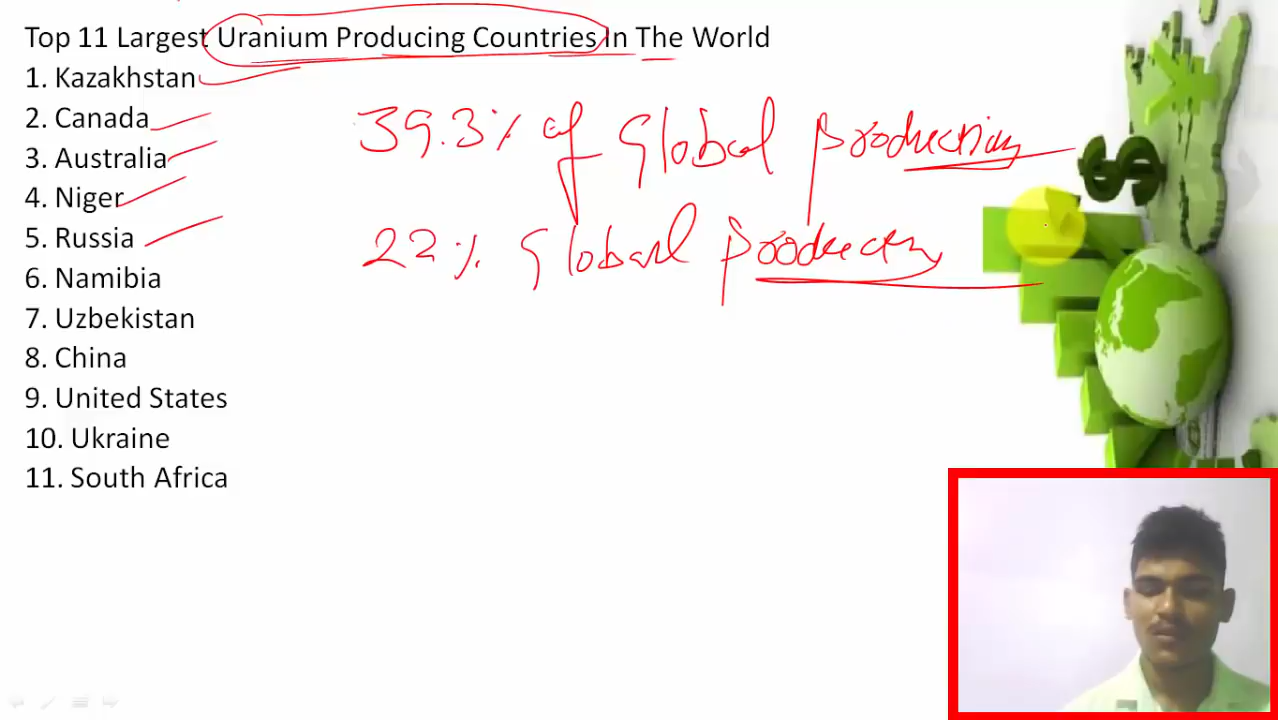 Top 11 Largest Uranium Producing Countries In The World
1. Kazakhstan
2. Canada
39.3% of Global production
3. Australia
4. Niger
5. Russia
22% Global production
6. Namibia
7. Uzbekistan
8. China
9. United States
10. Ukraine
11. South Africa
$